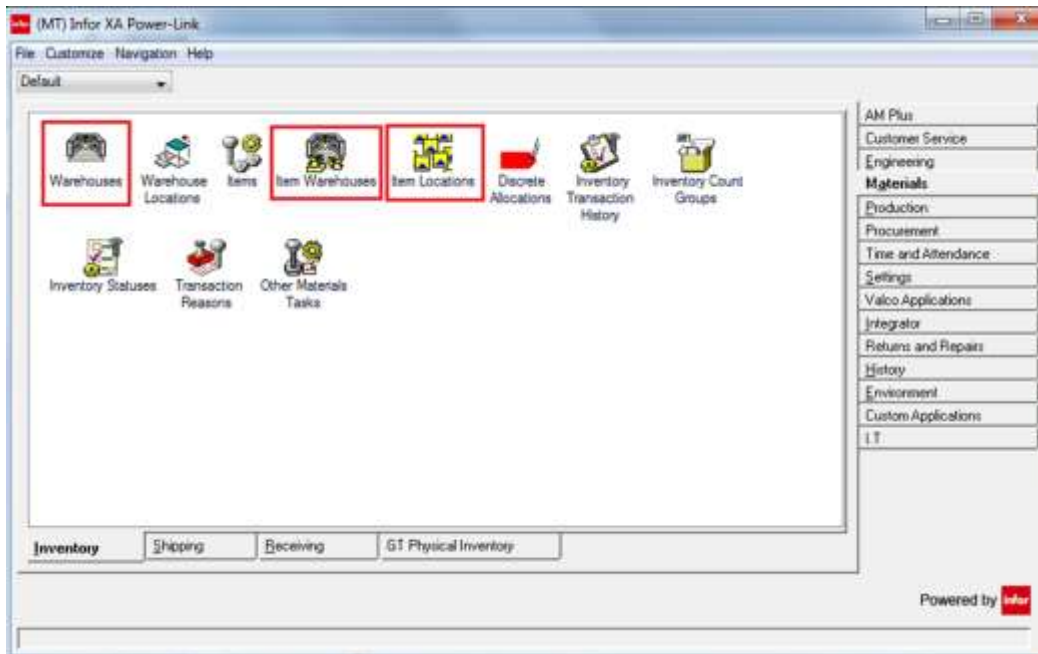 infor (MT) Infor XA Power-Link
File Customize Navigation Help
Default
Warehouses
Warehouse Locations
Items
Item Warehouses
Item Locations
Discrete Allocations
Inventory Transaction History
Inventory Count Groups
Inventory Statuses
Transaction Reasons
Other Materials Tasks
AM Plus
Customer Service
Engineering
Materials
Production
Procurement
Time and Attendance
Settings
Valco Applications
Integrator
Returns and Repairs
History
Environment
Custom Applications
I.T
Inventory Shipping Receiving GT Physical Inventory
Powered by infor